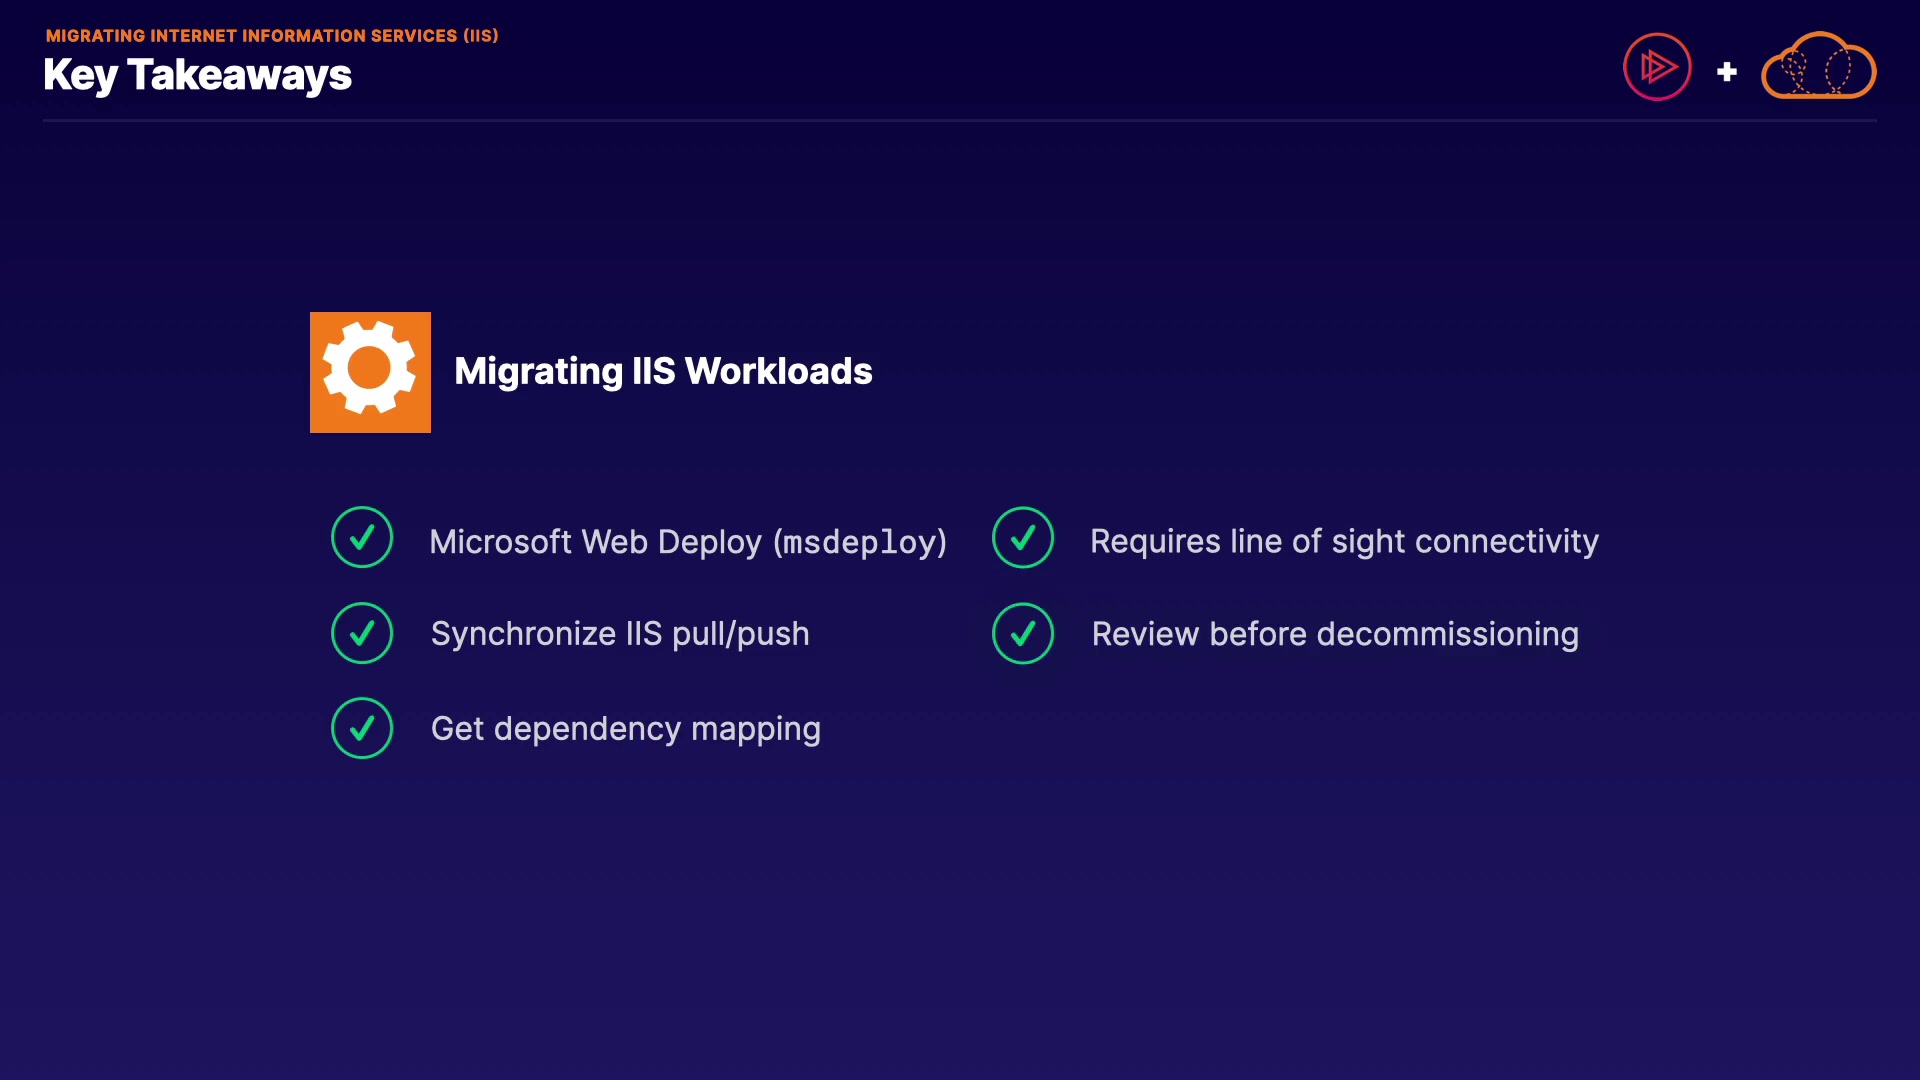 MIGRATING INTERNET INFORMATION SERVICES (IIS)
Key Takeaways
Migrating IIS Workloads
Microsoft Web Deploy (msdeploy)
Synchronize IIS pull/push
Get dependency mapping
Requires line of sight connectivity
Review before decommissioning